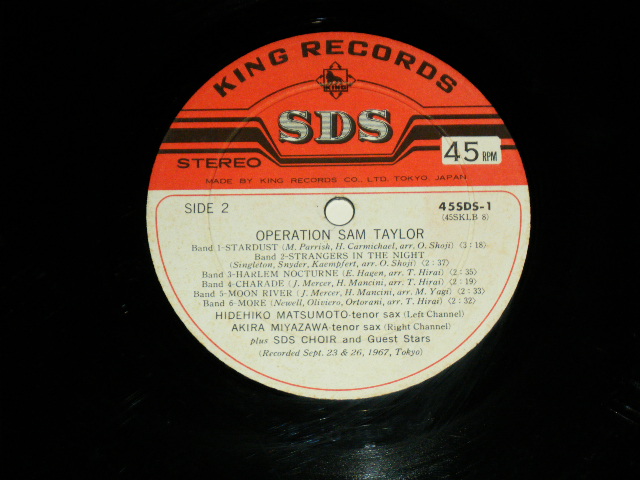 KING RECORDS
KING
SDS
STEREO
45 RPM
MADE BY KING RECORDS CO., LTD. TOKYO, JAPAN
SIDE 2
45SDS-1
(45SKLB 8)
OPERATION SAM TAYLOR
Band 1-STARDUST (M. Parrish, H. Carmichael, arr. O. Shoji) (3:18)
Band 2-STRANGERS IN THE NIGHT
(Singleton, Snyder, Kaempfert, arr. O. Shoji) (2:37)
Band 3-HARLEM NOCTURNE (E. Hagen, arr. T. Hirai) (2:35)
Band 4-CHARADE (J. Mercer, H. Mancini, arr. T. Hirai) (2:19)
Band 5-MOON RIVER (J. Mercer, H. Mancini, arr. M. Yagi) (2:33)
Band 6-MORE (Newell, Oliviero, Ortorani, arr. T. Hirai) (2:32)
HIDEHIKO MATSUMOTO-tenor sax (Left Channel)
AKIRA MIYAZAWA-tenor sax (Right Channel)
plus SDS CHOIR and Guest Stars
(Recorded Sept. 23 & 26, 1967, Tokyo)